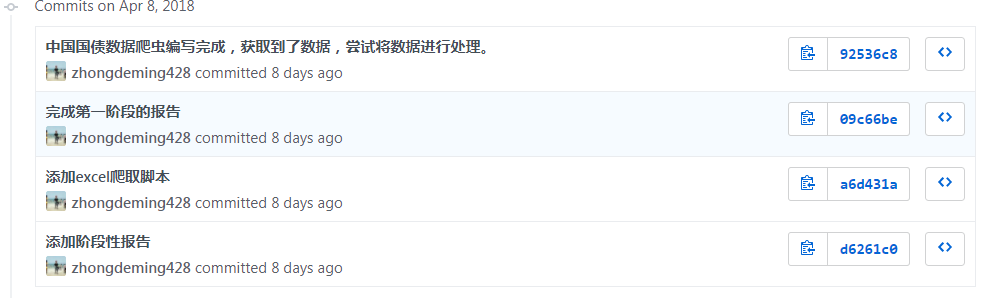 Commits on Apr 8, 2018
中国国债数据爬虫编写完成，获取到了数据，尝试将数据进行处理。
92536c8
zhongdeming428 committed 8 days ago
完成第一阶段的报告
09c66be
zhongdeming428 committed 8 days ago
添加excel爬取脚本
a6d431a
zhongdeming428 committed 8 days ago
添加阶段性报告
d6261c0
zhongdeming428 committed 8 days ago